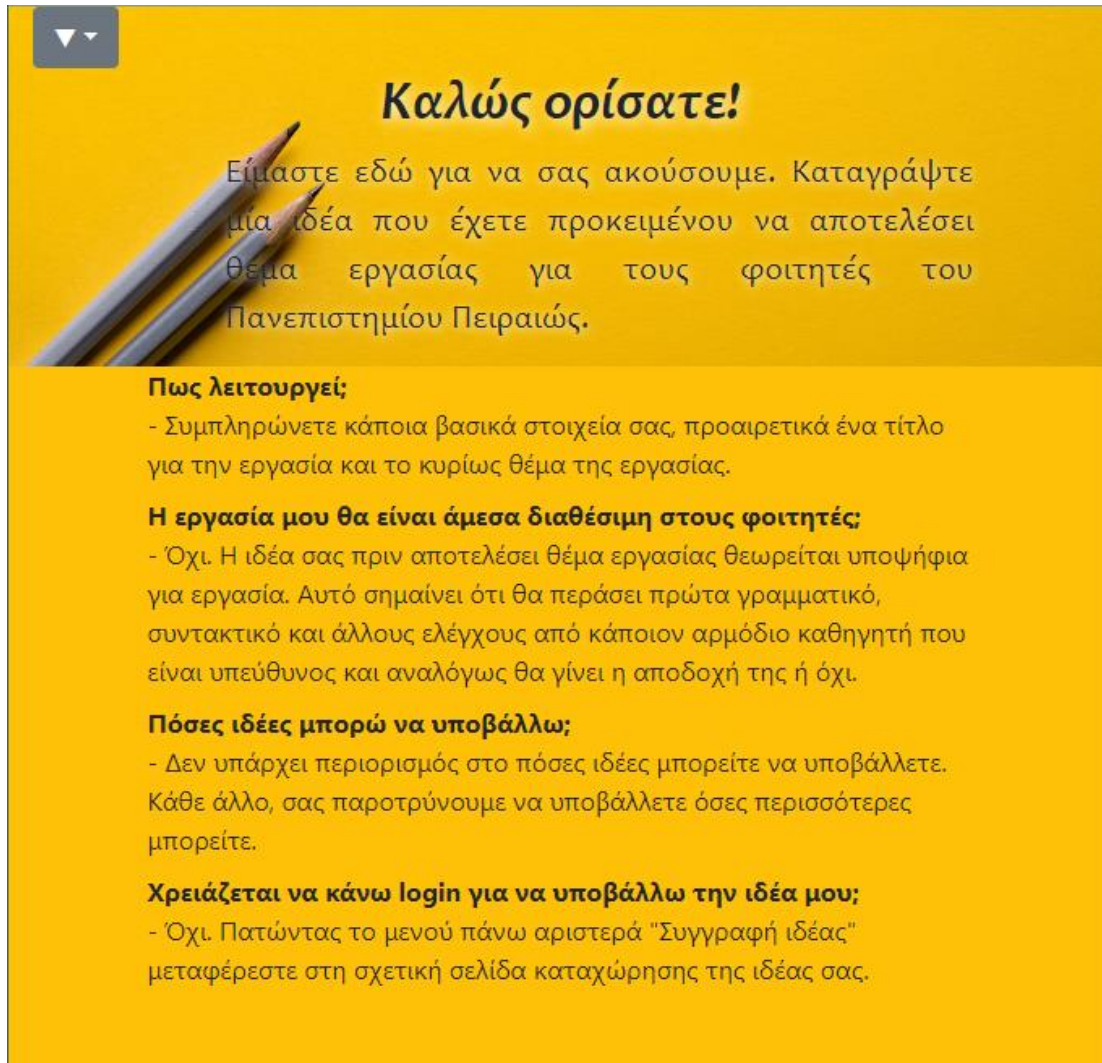 Καλώς ορίσατε!
Είμαστε εδώ για να σας ακούσουμε. Καταγράψτε
μία ιδέα που έχετε προκειμένου να αποτελέσει
θέμα εργασίας για τους φοιτητές του
Πανεπιστημίου Πειραιώς.
Πως λειτουργεί;
- Συμπληρώνετε κάποια βασικά στοιχεία σας, προαιρετικά ένα τίτλο
για την εργασία και το κυρίως θέμα της εργασίας.
Η εργασία μου θα είναι άμεσα διαθέσιμη στους φοιτητές;
- Όχι. Η ιδέα σας πριν αποτελέσει θέμα εργασίας θεωρείται υποψήφια
για εργασία. Αυτό σημαίνει ότι θα περάσει πρώτα γραμματικό,
συντακτικό και άλλους ελέγχους από κάποιον αρμόδιο καθηγητή που
είναι υπεύθυνος και αναλόγως θα γίνει η αποδοχή της ή όχι.
Πόσες ιδέες μπορώ να υποβάλλω;
- Δεν υπάρχει περιορισμός στο πόσες ιδέες μπορείτε να υποβάλλετε.
Κάθε άλλο, σας παροτρύνουμε να υποβάλλετε όσες περισσότερες
μπορείτε.
Χρειάζεται να κάνω login για να υποβάλλω την ιδέα μου;
- Όχι. Πατώντας το μενού πάνω αριστερά "Συγγραφή ιδέας"
μεταφέρεστε στη σχετική σελίδα καταχώρησης της ιδέας σας.